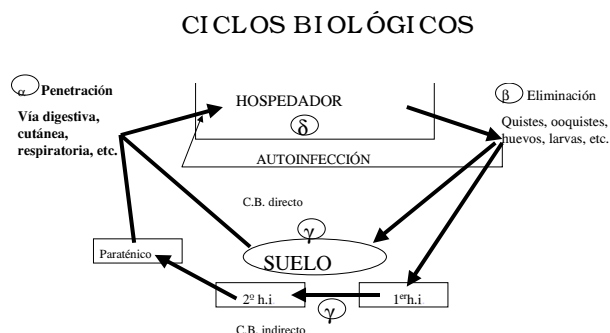 CICLOS BIOLÓGICOS
α Penetración
Vía digestiva,
cutánea,
respiratoria, etc.
HOSPEDADOR
δ
AUTOINFECCIÓN
β Eliminación
Quistes, ooquistes,
huevos, larvas, etc.
C.B. directo
γ
SUELO
Paraténico
2º h.i.
γ
1er h.i.
C.B. indirecto